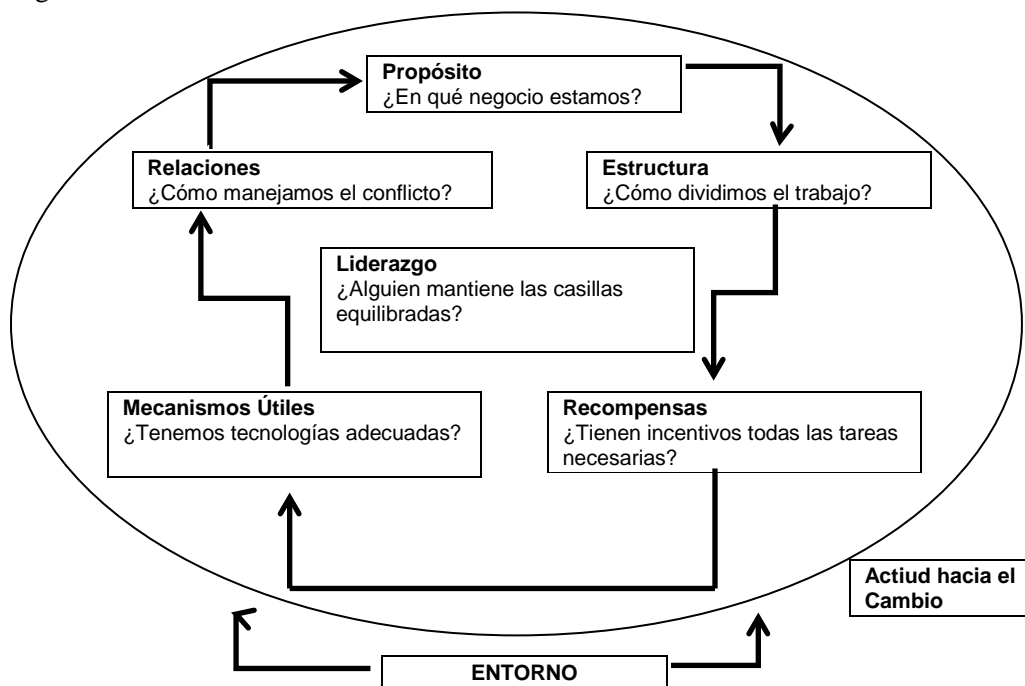 Propósito
¿En qué negocio estamos?
Relaciones
¿Cómo manejamos el conflicto?
Estructura
¿Cómo dividimos el trabajo?
Liderazgo
¿Alguien mantiene las casillas
equilibradas?
Mecanismos Útiles
¿Tenemos tecnologías adecuadas?
Recompensas
¿Tienen incentivos todas las tareas
necesarias?
Actiud hacia el
Cambio
ENTORNO